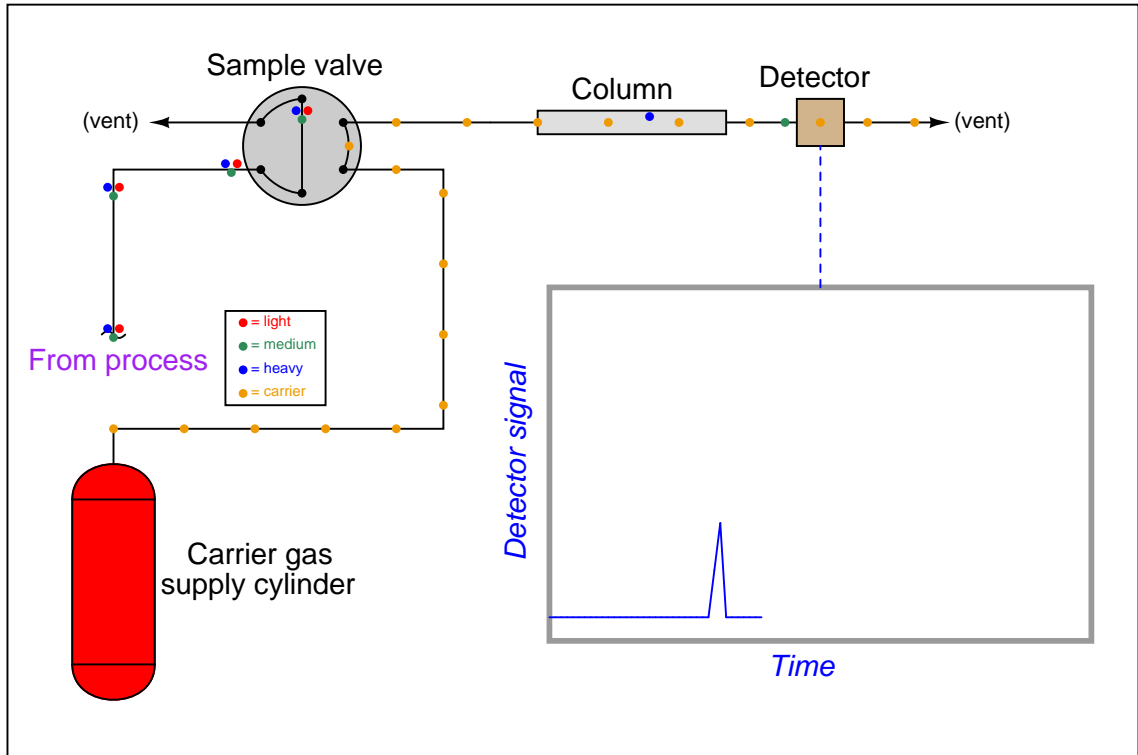 Sample valve
Column
Detector
(vent)
(vent)
= light
= medium
= heavy
= carrier
From process
Detector signal
Carrier gas
supply cylinder
Time